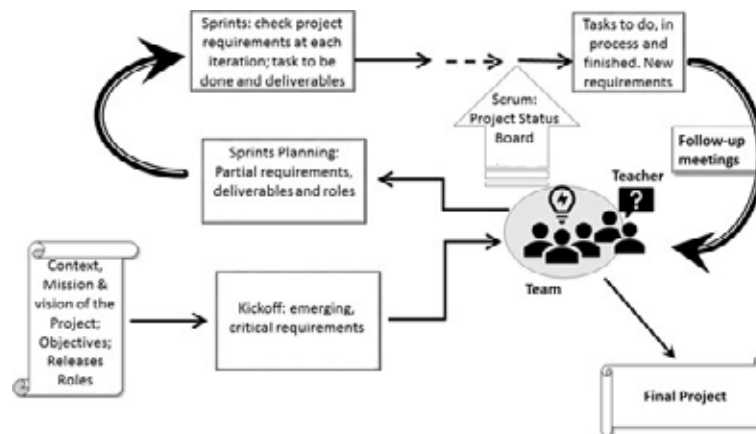 Sprints: check project
requirements at each
iteration; task to be
done and deliverables
Tasks to do, in
process and
finished. New
requirements
Scrum:
Project Status
Board
Follow-up
meetings
Sprints Planning:
Partial requirements,
deliverables and roles
Teacher
?
Team
Context,
Mission &
vision of the
Project;
Objectives;
Releases
Roles
Kickoff: emerging,
critical requirements
Final Project